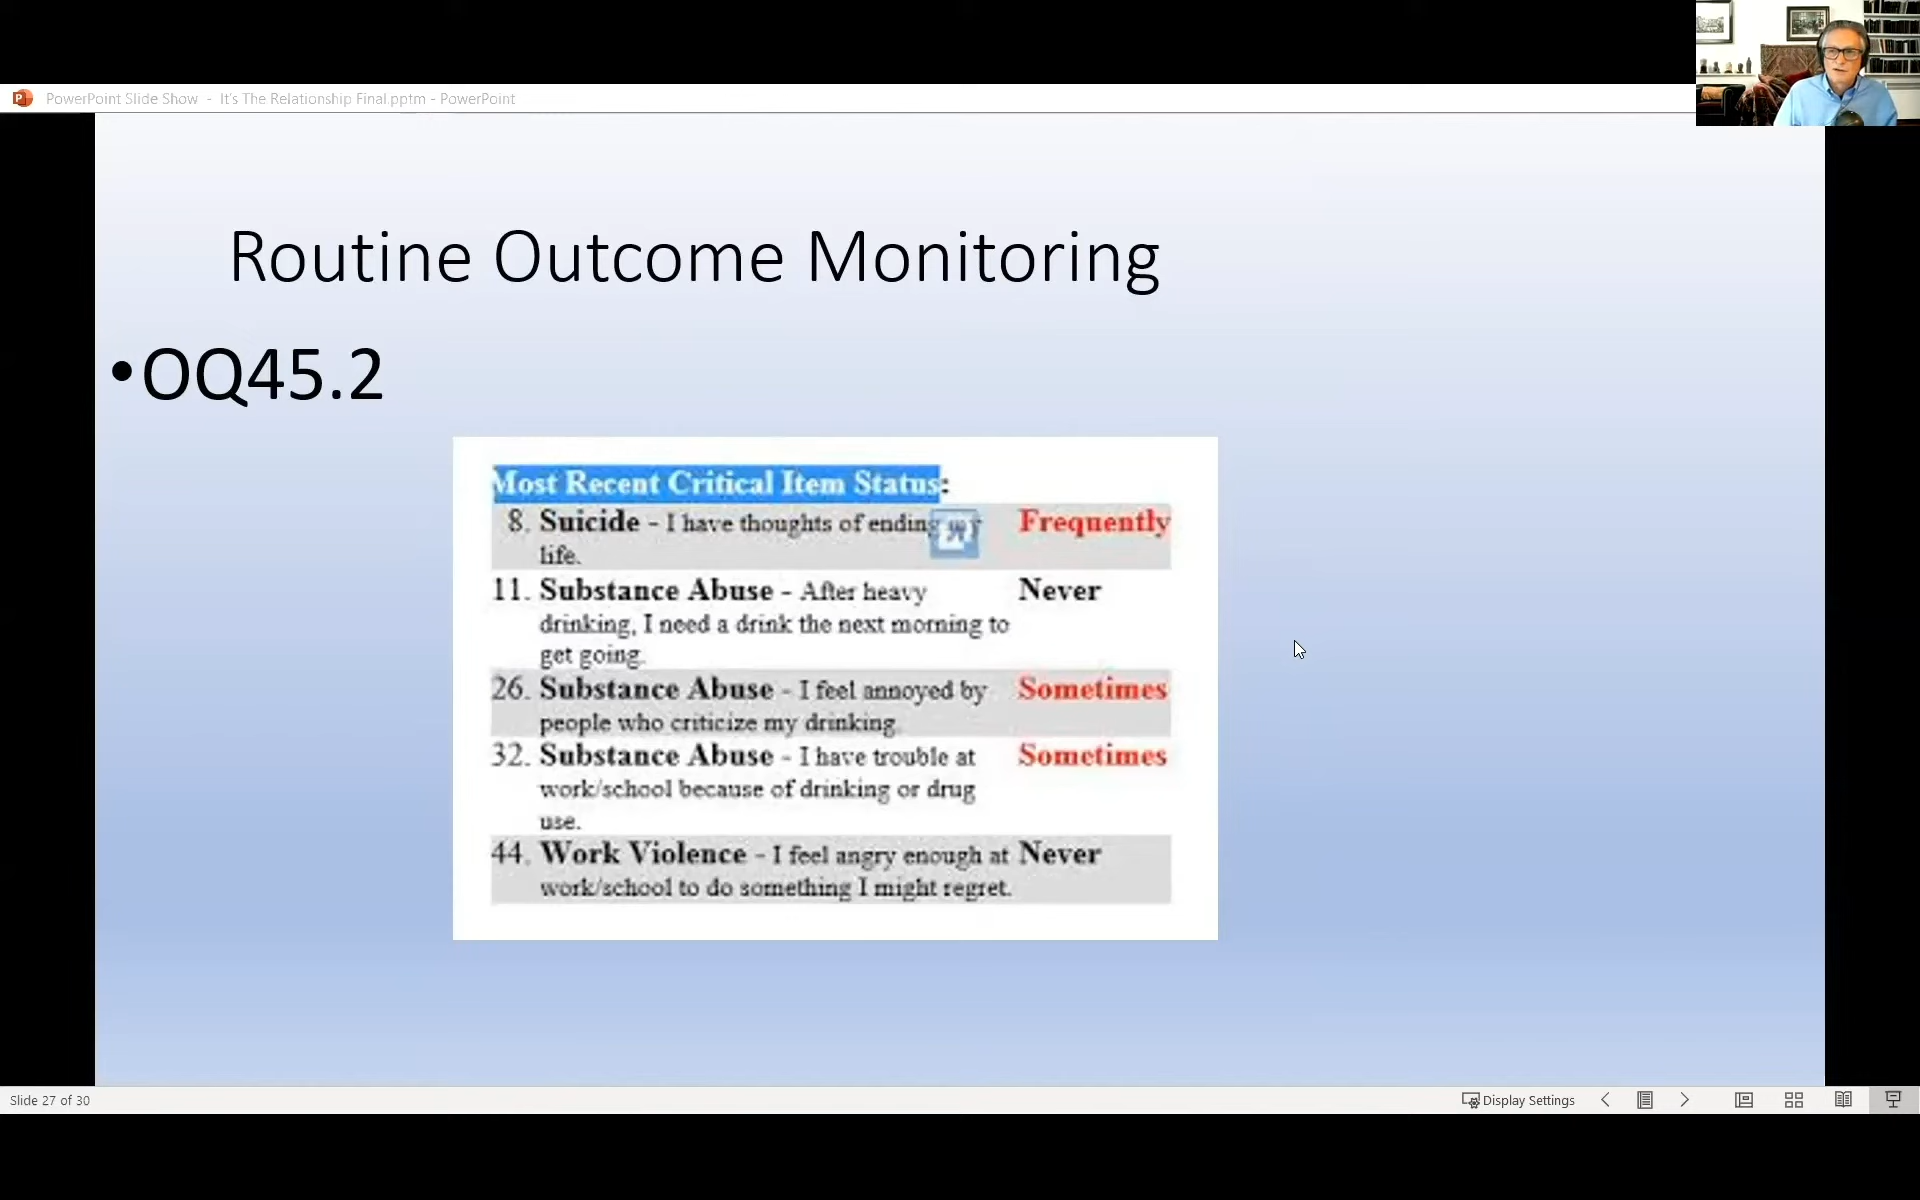 PowerPoint Slide Show - It's The Relationship Final.pptm - PowerPoint
Routine Outcome Monitoring
•OQ45.2
Most Recent Critical Item Status:
8. Suicide - I have thoughts of ending my Frequently
life.
11. Substance Abuse - After heavy Never
drinking, I need a drink the next morning to
get going.
26. Substance Abuse - I feel annoyed by Sometimes
people who criticize my drinking.
32. Substance Abuse - I have trouble at Sometimes
work/school because of drinking or drug
use.
44. Work Violence - I feel angry enough at Never
work/school to do something I might regret.
Slide 27 of 30
Display Settings